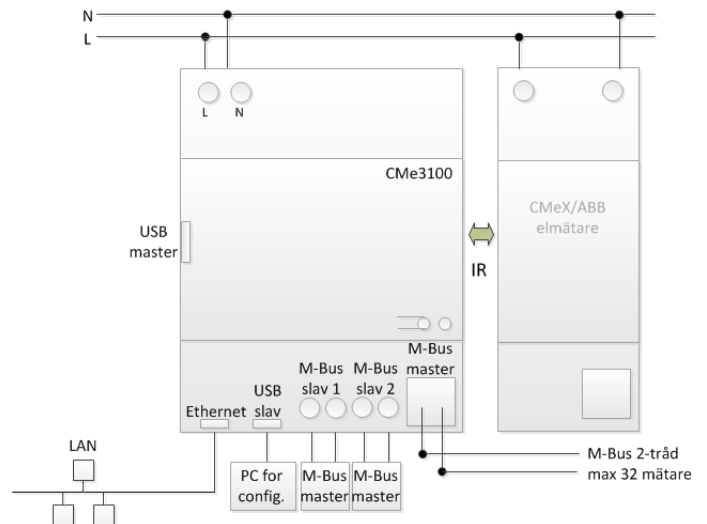 N
L
L N
CMe3100
CMeX/ABB
elmätare
USB
master
IR
M-Bus
master
M-Bus
slav 1
M-Bus
slav 2
USB
slav
Ethernet
LAN
PC for
config.
M-Bus
master
M-Bus
master
M-Bus 2-tråd
max 32 mätare